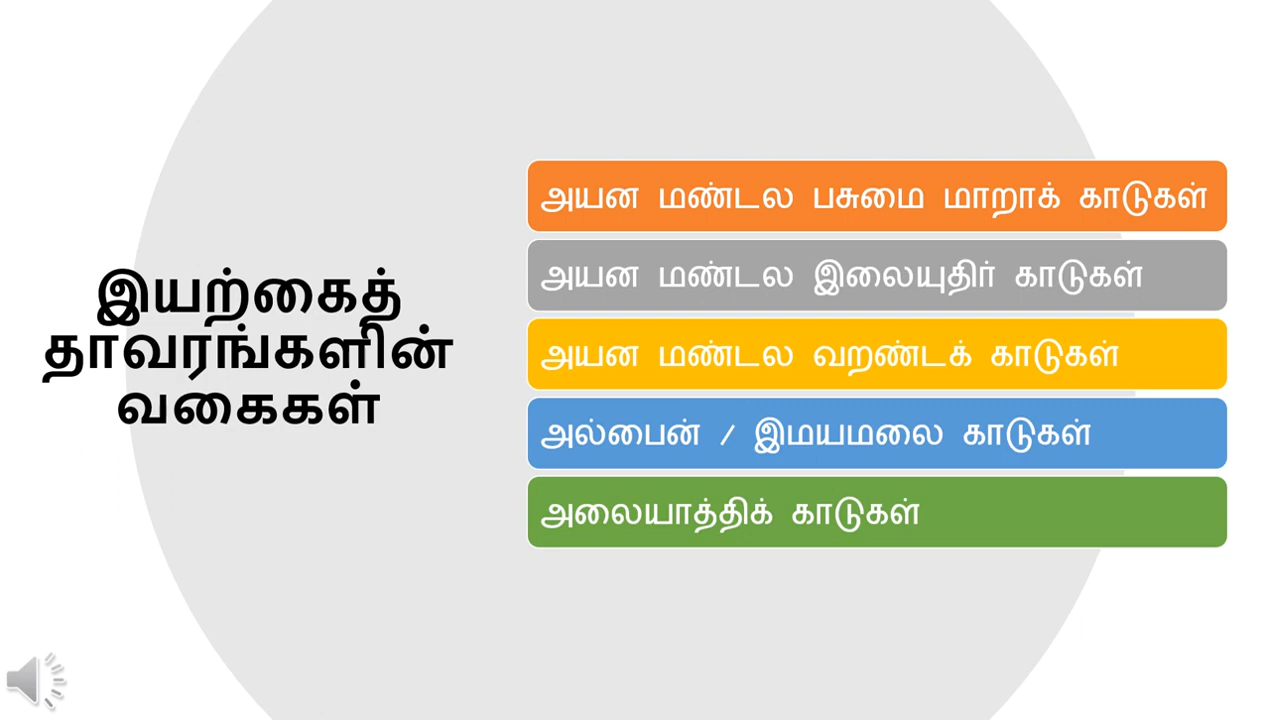 இயற்கைத்
தாவரங்களின்
வகைகள்
அயன மண்டல பசுமை மாறாக் காடுகள்
அயன மண்டல இலையுதிர் காடுகள்
அயன மண்டல வறண்டக் காடுகள்
அல்பைன் / இமயமலை காடுகள்
அலையாத்திக் காடுகள்